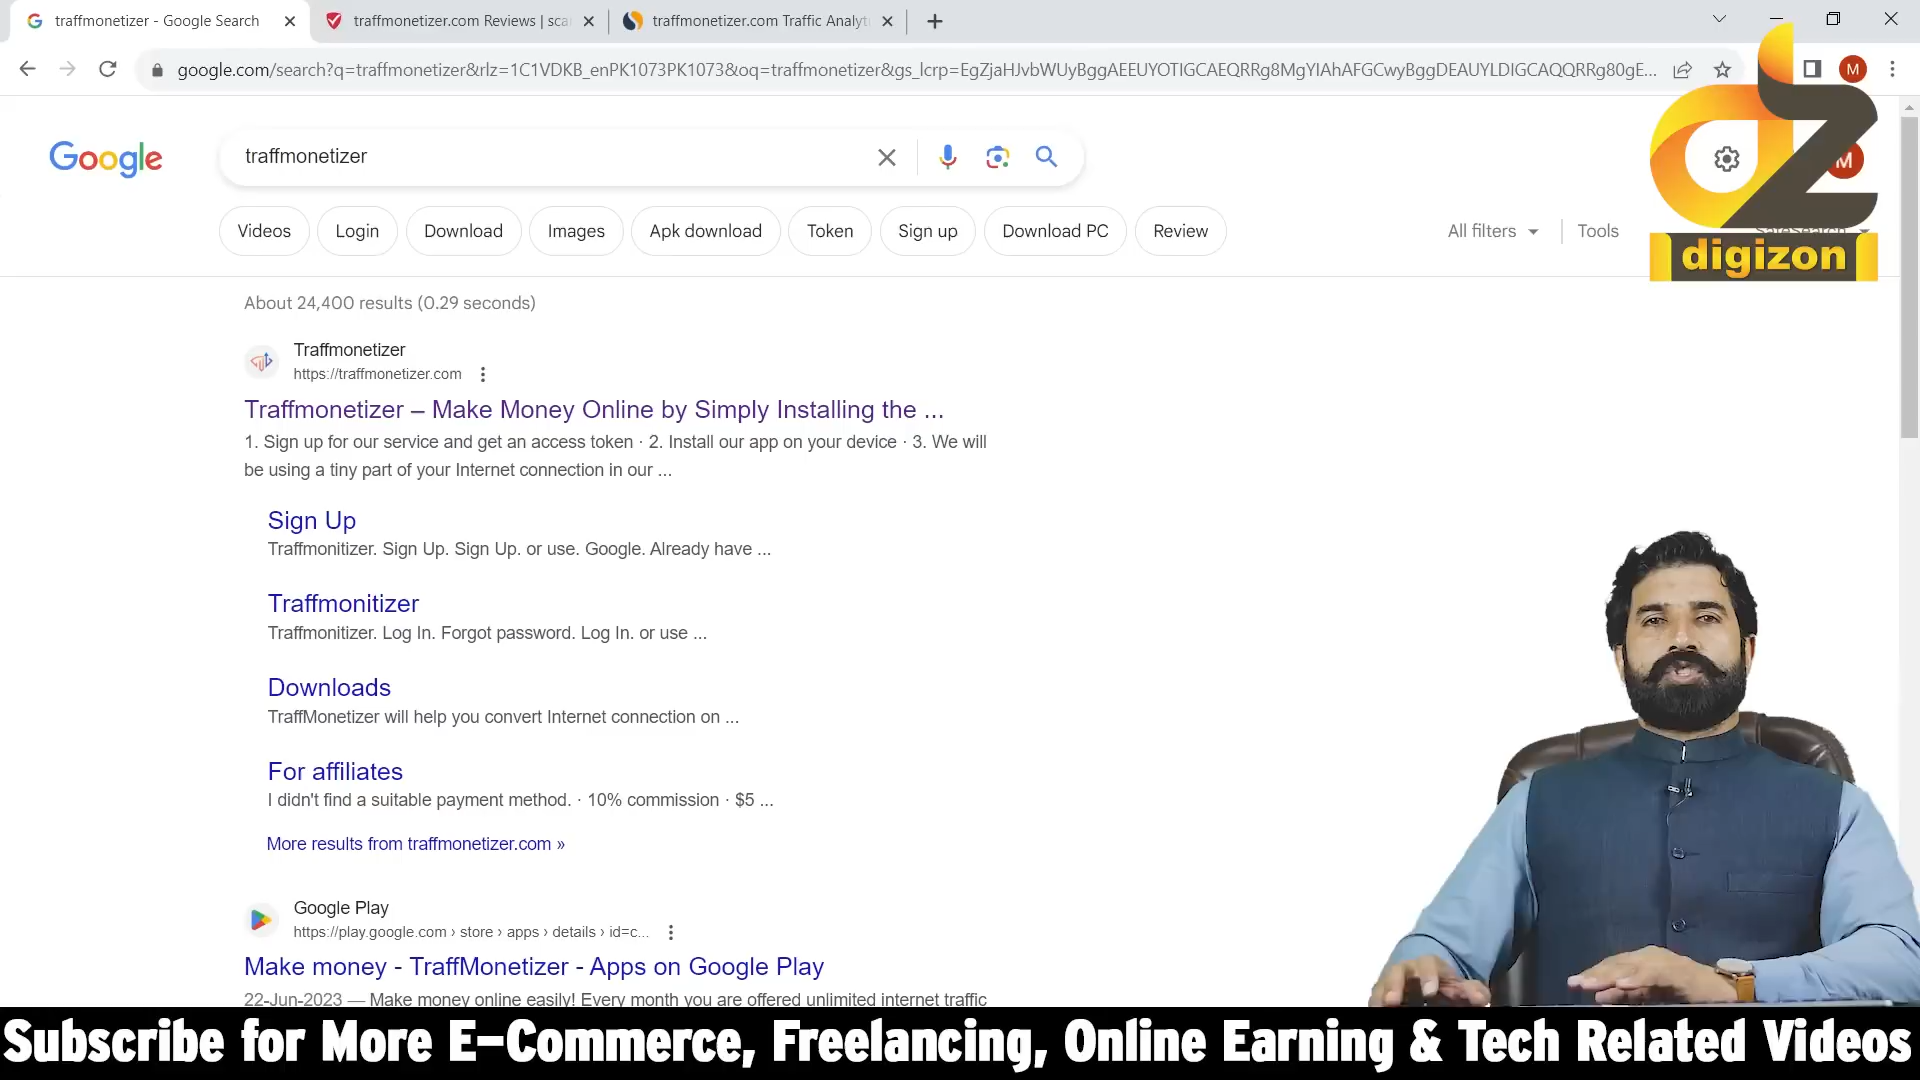 traffmonetizer - Google Search
traffmonetizer.com Reviews | sca
traffmonetizer.com Traffic Analyt
google.com/search?q=traffmonetizer&rlz=1C1VDKB_enPK1073PK1073&oq=traffmonetizer&gs_lcrp=EgZjaHJvbWUyBggAEEUYOTIGCAEQRRg8MgYIAhAFGCwyBggDEAUYLDIGCAQQRRg80gE...
M
Google
traffmonetizer
M
Videos
Login
Download
Images
Apk download
Token
Sign up
Download PC
Review
All filters
Tools
SafeSearch
digizon
About 24,400 results (0.29 seconds)
Traffmonetizer
https://traffmonetizer.com
Traffmonetizer – Make Money Online by Simply Installing the ...
1. Sign up for our service and get an access token · 2. Install our app on your device · 3. We will
be using a tiny part of your Internet connection in our ...
Sign Up
Traffmonitizer. Sign Up. Sign Up. or use. Google. Already have ...
Traffmonitizer
Traffmonitizer. Log In. Forgot password. Log In. or use ...
Downloads
TraffMonetizer will help you convert Internet connection on ...
For affiliates
I didn't find a suitable payment method. · 10% commission · $5 ...
More results from traffmonetizer.com »
Google Play
https://play.google.com › store › apps › details › id=c...
Make money - TraffMonetizer - Apps on Google Play
22-Jun-2023 — Make money online easily! Every month you are offered unlimited internet traffic
Subscribe for More E-Commerce, Freelancing, Online Earning & Tech Related Videos